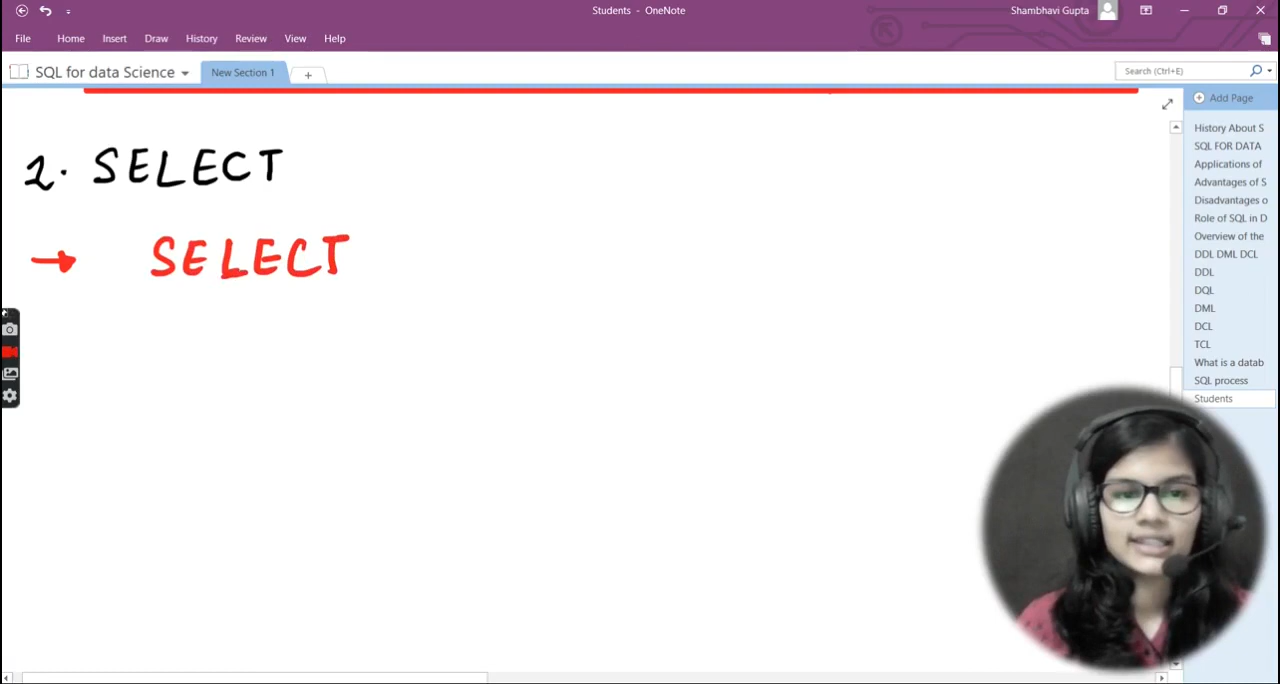 Students - OneNote
Shambhavi Gupta
File Home Insert Draw History Review View Help
SQL for data Science
New Section 1
Search (Ctrl+E)
Add Page
2. SELECT
→ SELECT
History About S
SQL FOR DATA
Applications of
Advantages of S
Disadvantages o
Role of SQL in D
Overview of the
DDL DML DCL
DDL
DQL
DML
DCL
TCL
What is a datab
SQL process
Students